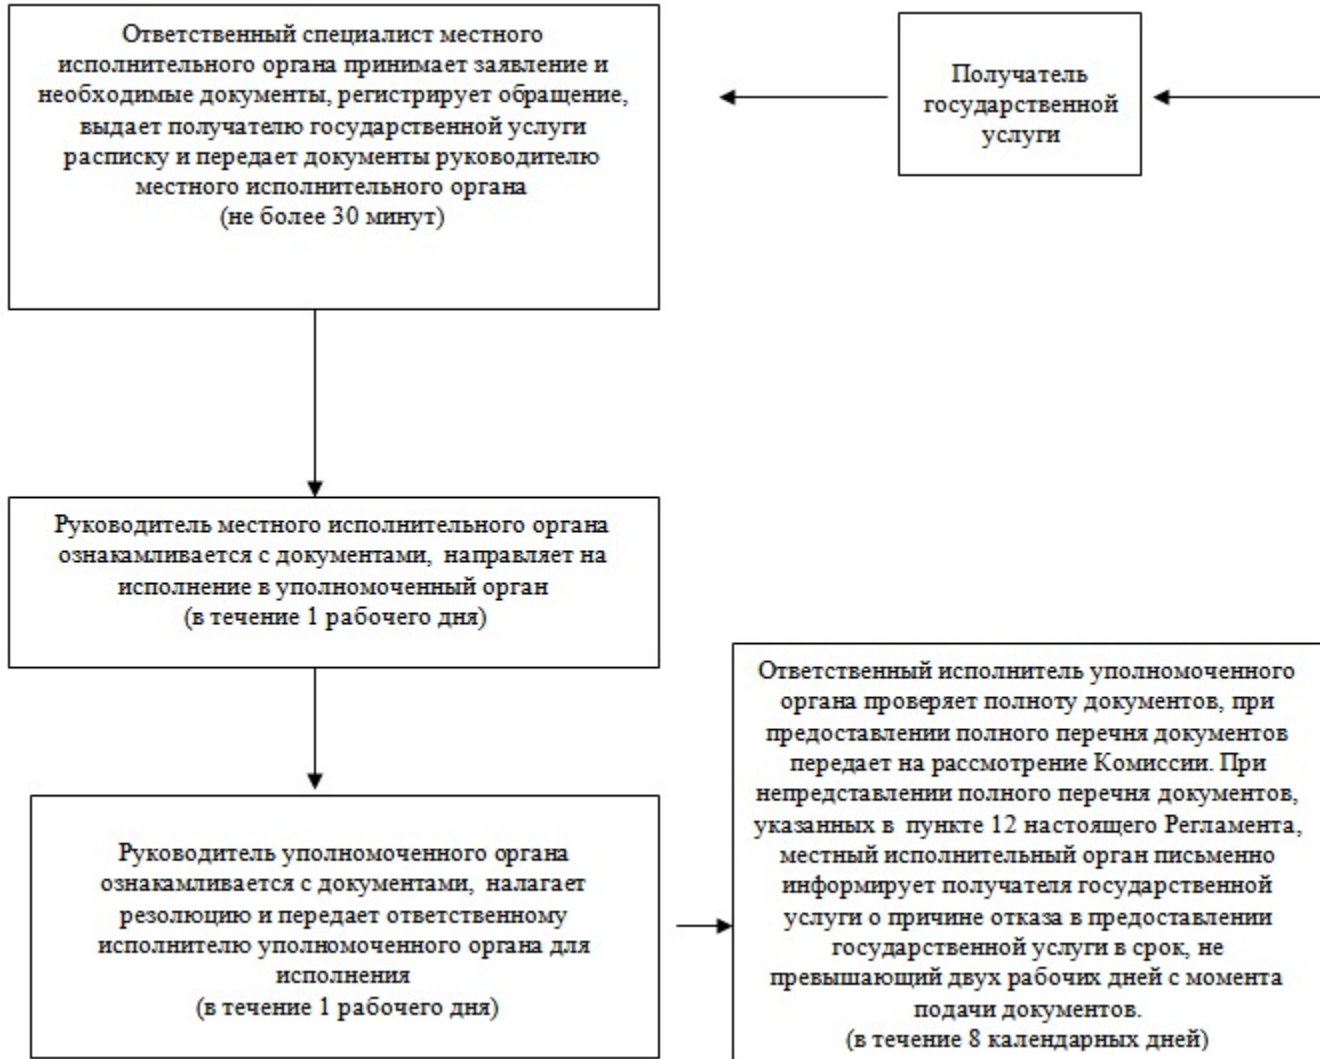 Ответственный специалист местного
исполнительного органа принимает заявление и
необходимые документы, регистрирует обращение,
выдает получателю государственной услуги
расписку и передает документы руководителю
местного исполнительного органа
(не более 30 минут)
Получатель
государственной
услуги
Руководитель местного исполнительного органа
ознакамливается с документами, направляет на
исполнение в уполномоченный орган
(в течение 1 рабочего дня)
Руководитель уполномоченного органа
ознакамливается с документами, налагает
резолюцию и передает ответственному
исполнителю уполномоченного органа для
исполнения
(в течение 1 рабочего дня)
Ответственный исполнитель уполномоченного
органа проверяет полноту документов, при
предоставлении полного перечня документов
передает на рассмотрение Комиссии. При
непредставлении полного перечня документов,
указанных в пункте 12 настоящего Регламента,
местный исполнительный орган письменно
информирует получателя государственной
услуги о причине отказа в предоставлении
государственной услуги в срок, не
превышающий двух рабочих дней с момента
подачи документов.
(в течение 8 календарных дней)